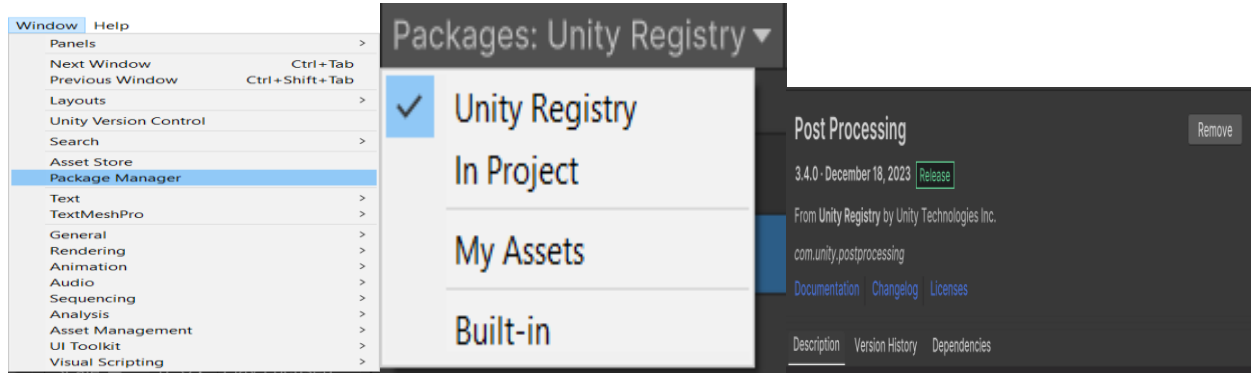 Window Help
Panels >
Next Window Ctrl+Tab
Previous Window Ctrl+Shift+Tab
Layouts >
Unity Version Control
Search >
Asset Store
Package Manager
Text >
TextMeshPro >
General >
Rendering >
Animation >
Audio >
Sequencing >
Analysis >
Asset Management >
UI Toolkit >
Visual Scripting >
Packages: Unity Registry
Unity Registry
In Project
My Assets
Built-in
Post Processing
Remove
3.4.0 · December 18, 2023 Release
From Unity Registry by Unity Technologies Inc.
com.unity.postprocessing
Documentation Changelog Licenses
Description Version History Dependencies